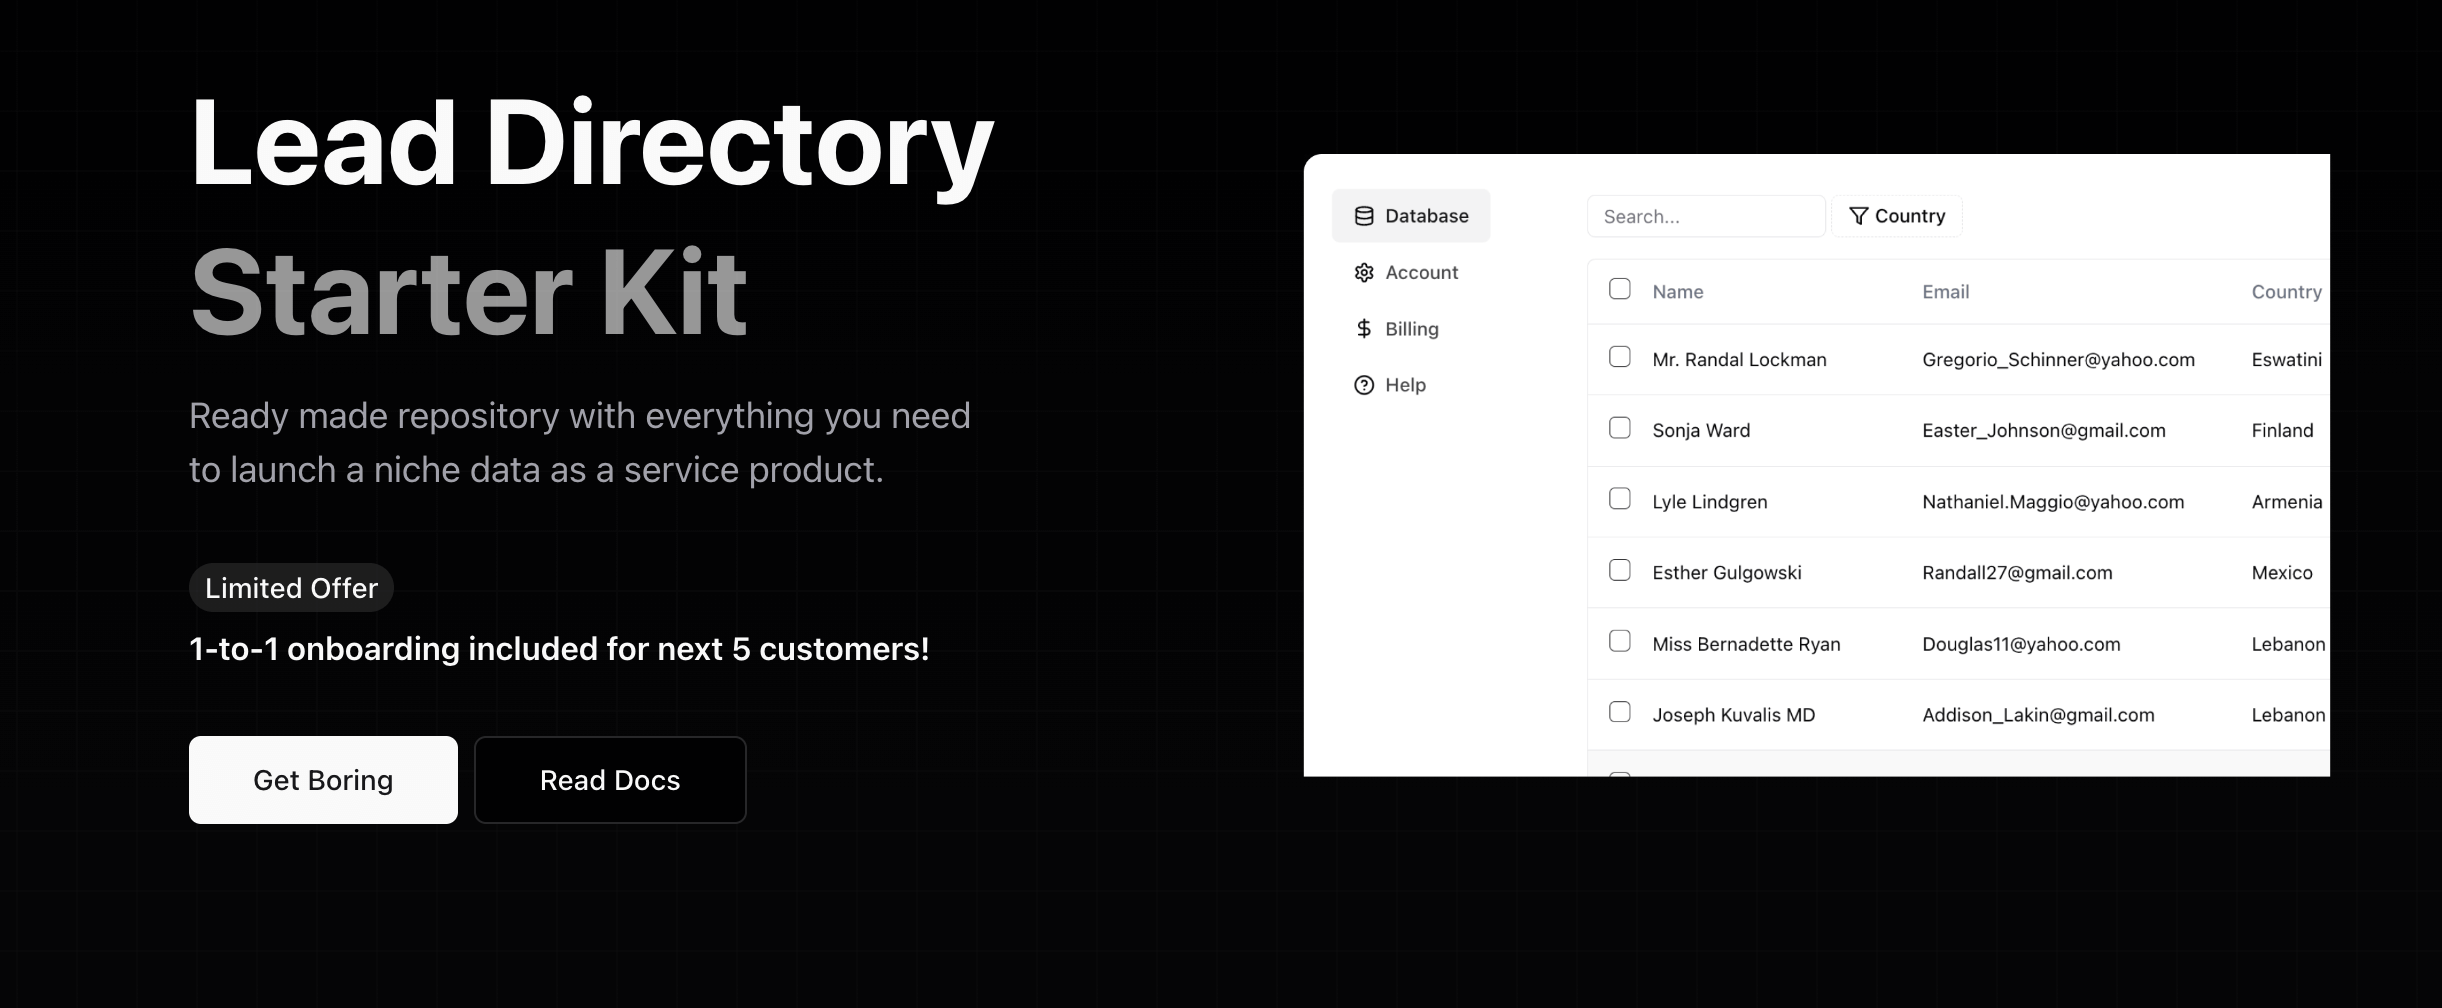 Lead Directory
Starter Kit
Ready made repository with everything you need
to launch a niche data as a service product.
Limited Offer
1-to-1 onboarding included for next 5 customers!
Get Boring
Read Docs
Database
Account
Billing
Help
Search...
Country
Name Email Country
Mr. Randal Lockman Gregorio_Schinner@yahoo.com Eswatini
Sonja Ward Easter_Johnson@gmail.com Finland
Lyle Lindgren Nathaniel.Maggio@yahoo.com Armenia
Esther Gulgowski Randall27@gmail.com Mexico
Miss Bernadette Ryan Douglas11@yahoo.com Lebanon
Joseph Kuvalis MD Addison_Lakin@gmail.com Lebanon